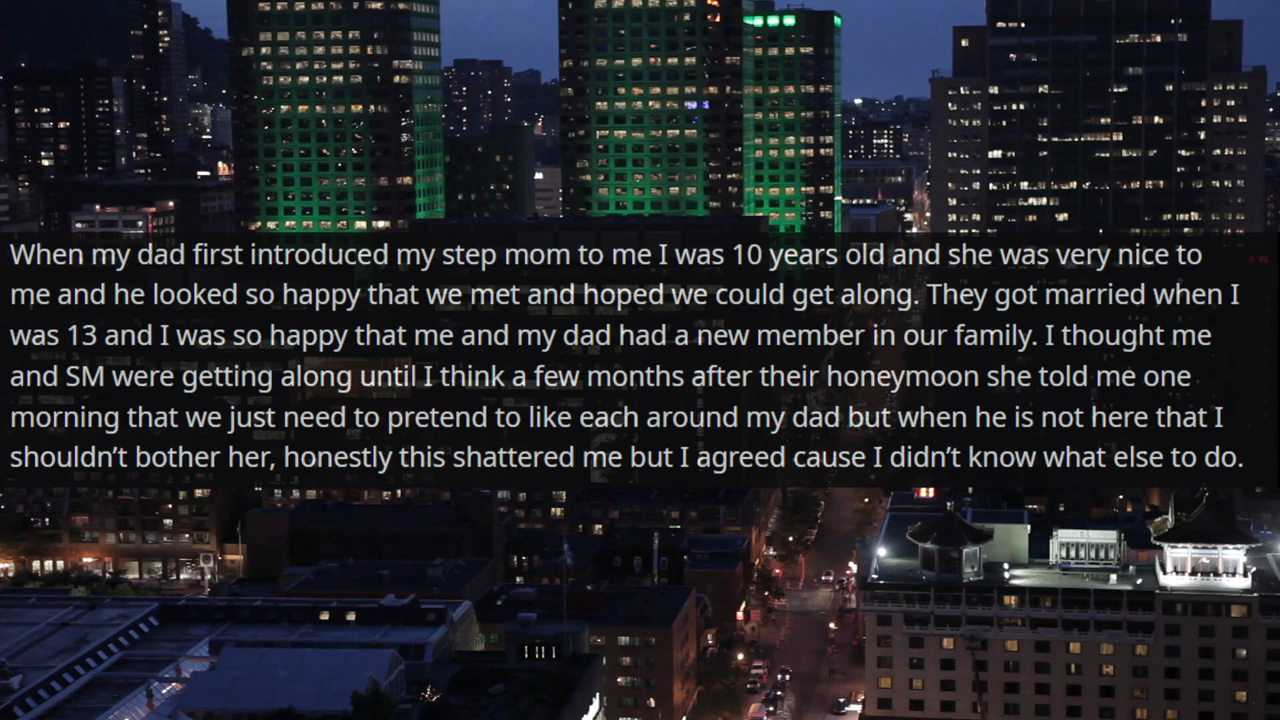 When my dad first introduced my step mom to me I was 10 years old and she was very nice to
me and he looked so happy that we met and hoped we could get along. They got married when I
was 13 and I was so happy that me and my dad had a new member in our family. I thought me
and SM were getting along until I think a few months after their honeymoon she told me one
morning that we just need to pretend to like each around my dad but when he is not here that I
shouldn’t bother her, honestly this shattered me but I agreed cause I didn’t know what else to do.